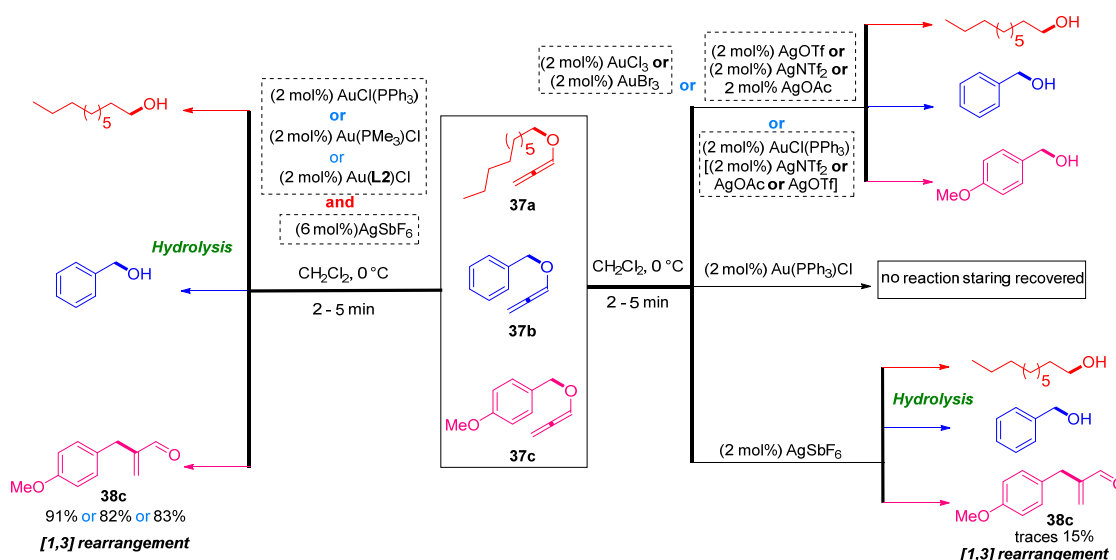 OH
5
(2 mol%) AuCl(PPh3)
or
(2 mol%) Au(PMe3)Cl
or
(2 mol%) Au(L2)Cl
and
(6 mol%)AgSbF6
Hydrolysis
CH2Cl2, 0 °C
2 - 5 min
OH
MeO
O
38c
91% or 82% or 83%
[1,3] rearrangement
5
O
37a
O
37b
O
MeO
37c
CH2Cl2, 0 °C
2 - 5 min
(2 mol%) AuCl3 or
(2 mol%) AuBr3
or
(2 mol%) AgOTf or
(2 mol%) AgNTf2 or
2 mol% AgOAc
or
(2 mol%) AuCl(PPh3)
[(2 mol%) AgNTf2 or
AgOAc or AgOTf]
OH
5
OH
OH
MeO
(2 mol%) Au(PPh3)Cl
no reaction staring recovered
(2 mol%) AgSbF6
Hydrolysis
OH
5
OH
O
MeO
38c
traces 15%
[1,3] rearrangement